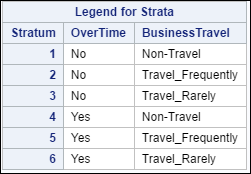 Legend for Strata
Stratum OverTime BusinessTravel
1 No Non-Travel
2 No Travel_Frequently
3 No Travel_Rarely
4 Yes Non-Travel
5 Yes Travel_Frequently
6 Yes Travel_Rarely